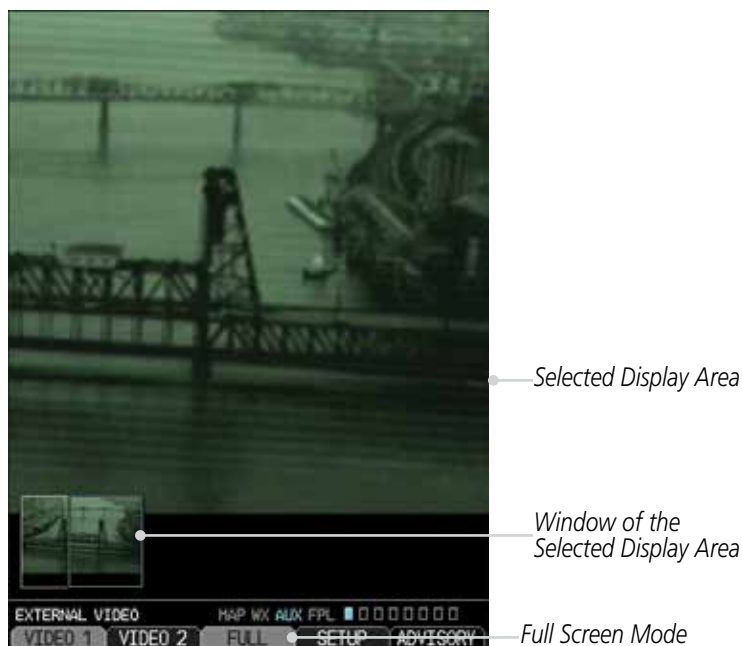 Selected Display Area
Window of the
Selected Display Area
EXTERNAL VIDEO MAP WX AUX FPL
VIDEO 1 VIDEO 2 FULL SETUP ADVISORY
Full Screen Mode